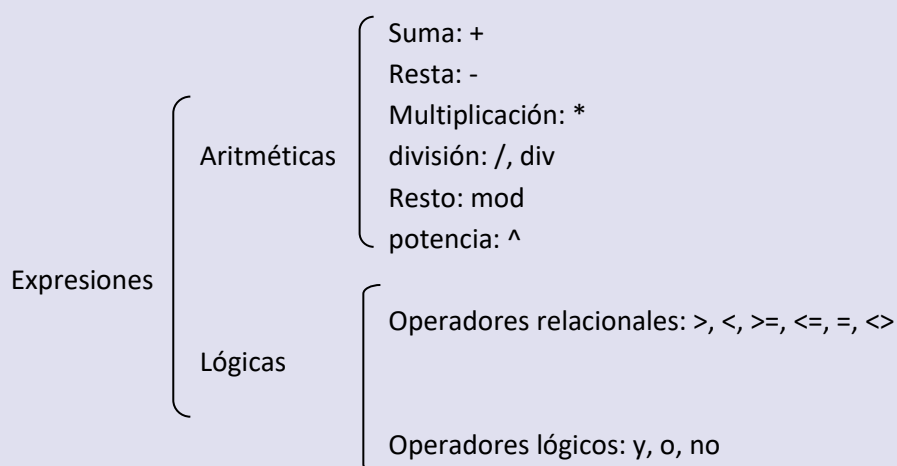 Suma: +
Resta: -
Multiplicación: *
Aritméticas
división: /, div
Resto: mod
potencia: ^
Expresiones
Operadores relacionales: >, <, >=, <=, =, <>
Lógicas
Operadores lógicos: y, o, no